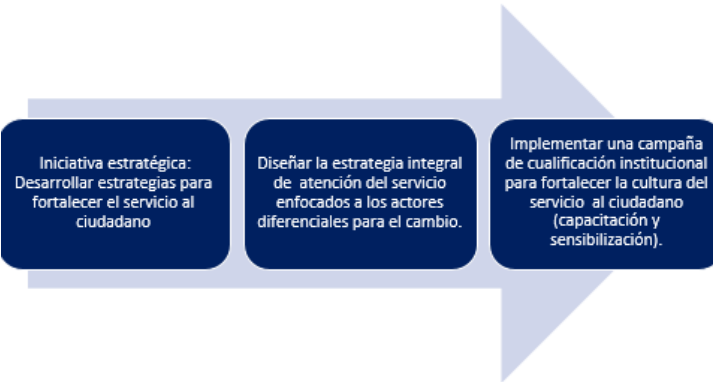 Iniciativa estratégica:
Desarrollar estrategias para
fortalecer el servicio al
ciudadano
Diseñar la estrategia integral
de atención del servicio
enfocados a los actores
diferenciales para el cambio.
Implementar una campaña
de cualificación institucional
para fortalecer la cultura del
servicio al ciudadano
(capacitación y
sensibilización).